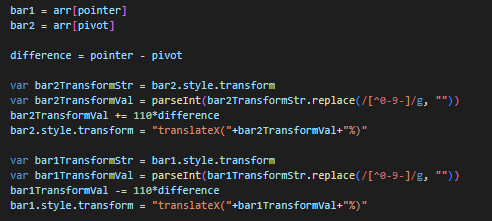 bar1 = arr[pointer]
bar2 = arr[pivot]
difference = pointer - pivot
var bar2TransformStr = bar2.style.transform
var bar2TransformVal = parseInt(bar2TransformStr.replace(/[^0-9-]/g, ""))
bar2TransformVal += 110*difference
bar2.style.transform = "translateX("+bar2TransformVal+"%)"
var bar1TransformStr = bar1.style.transform
var bar1TransformVal = parseInt(bar1TransformStr.replace(/[^0-9-]/g, ""))
bar1TransformVal -= 110*difference
bar1.style.transform = "translateX("+bar1TransformVal+"%)"